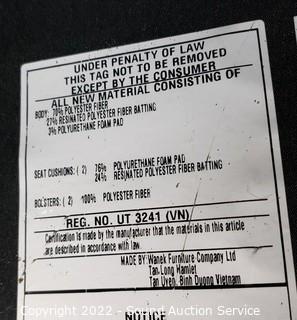 UNDER PENALTY OF LAW
THIS TAG NOT TO BE REMOVED
EXCEPT BY THE CONSUMER
ALL NEW MATERIAL CONSISTING OF
BODY: 70% POLYESTER FIBER
27% RESINATED POLYESTER FIBER BATTING
3% POLYURETHANE FOAM PAD
SEAT CUSHIONS: ( 2) 76% POLYURETHANE FOAM PAD
24% RESINATED POLYESTER FIBER BATTING
BOLSTERS: ( 2) 100% POLYESTER FIBER
REG. NO. UT 3241 (VN)
Certification is made by the manufacturer that the materials in this article
are described in accordance with law.
MADE BY: Wanek Furniture Company Ltd
Tan Long Hamlet
Tan Uyen, Binh Duong Vietnam
NOTICE
Copyright © 2022 - Sound Auction Service